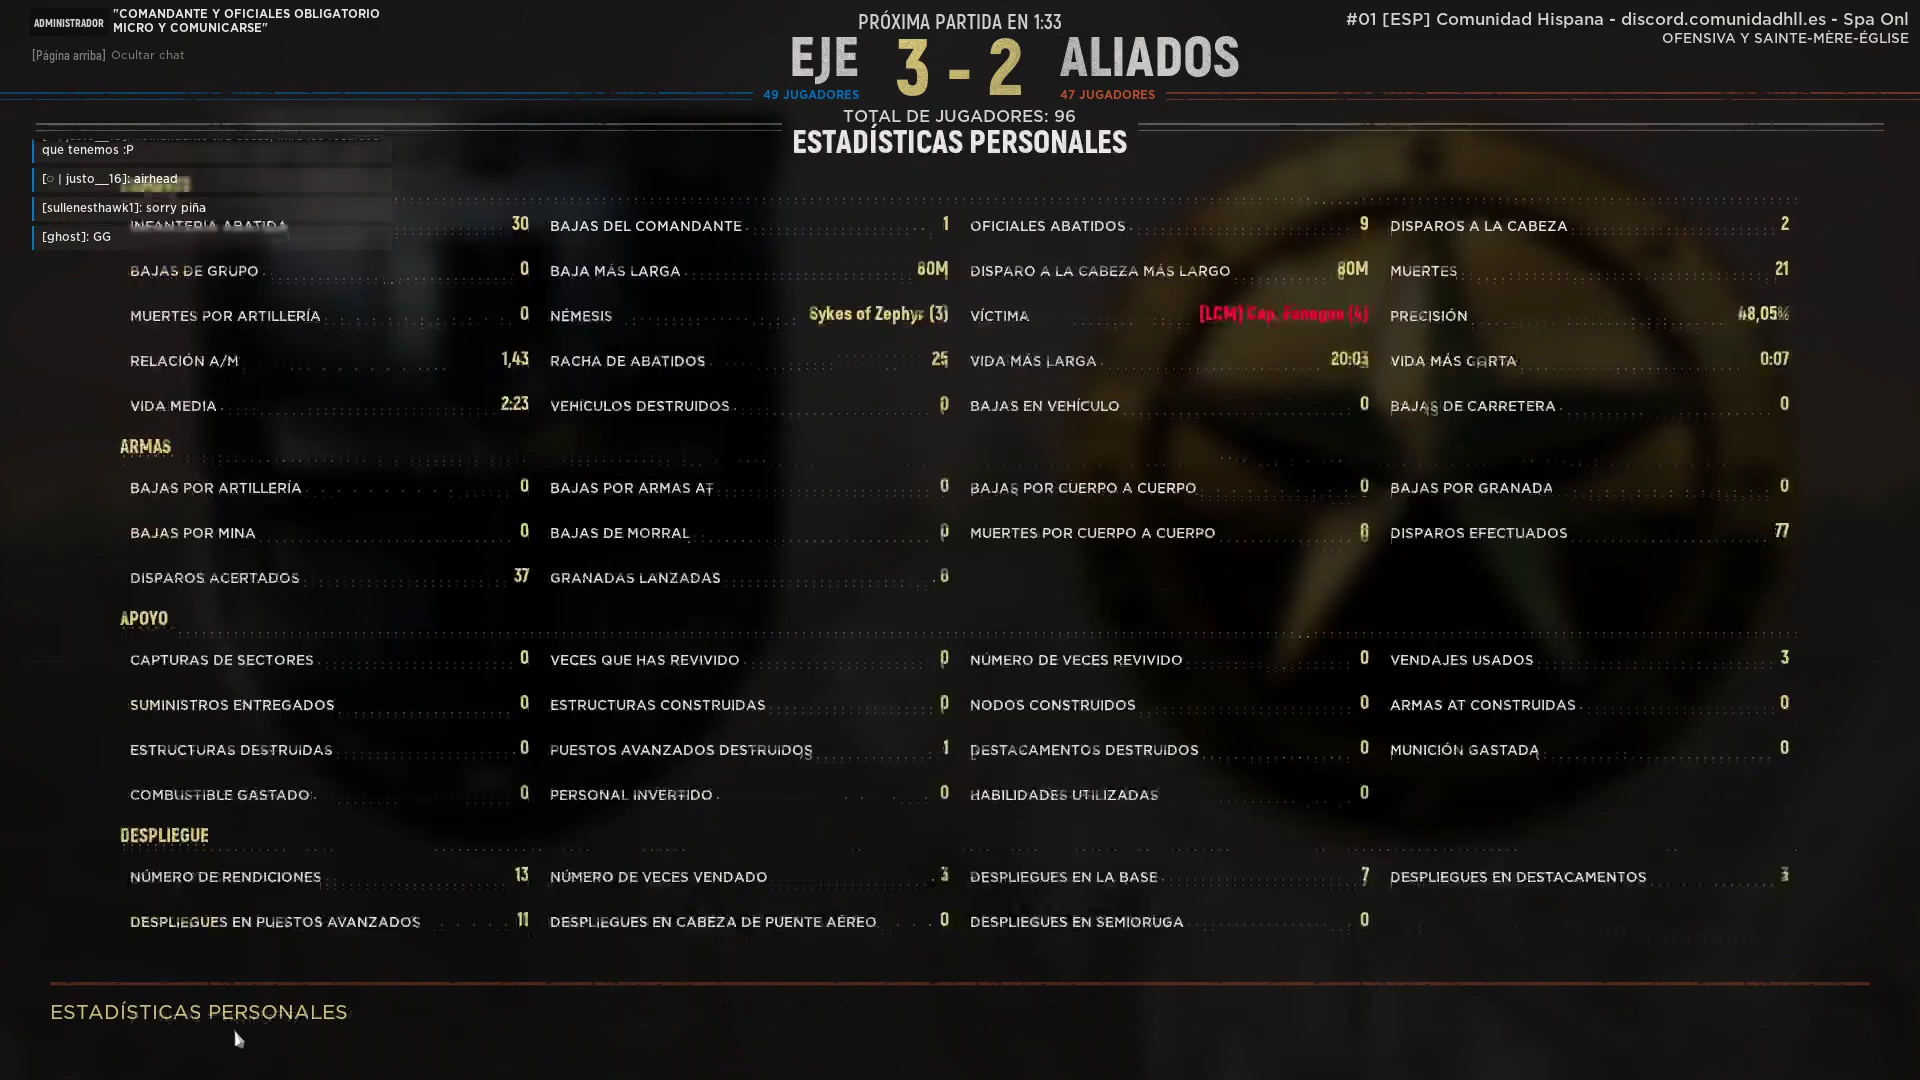 ADMINISTRADOR
"COMANDANTE Y OFICIALES OBLIGATORIO
MICRO Y COMUNICARSE"
[Página arriba] Ocultar chat
PRÓXIMA PARTIDA EN 1:33
EJE 3 - 2 ALIADOS
49 JUGADORES 47 JUGADORES
TOTAL DE JUGADORES: 96
#01 [ESP] Comunidad Hispana - discord.comunidadhll.es - Spa Onl
OFENSIVA Y SAINTE-MÈRE-ÉGLISE
ESTADÍSTICAS PERSONALES
que tenemos :P
[○ | justo__16]: airhead
[sullenesthawk1]: sorry piña
[ghost]: GG
INFANTERÍA ABATIDA 30 BAJAS DEL COMANDANTE 1 OFICIALES ABATIDOS 9 DISPAROS A LA CABEZA 2
BAJAS DE GRUPO 0 BAJA MÁS LARGA 80M DISPARO A LA CABEZA MÁS LARGO 80M MUERTES 21
MUERTES POR ARTILLERÍA 0 NÉMESIS Sykes of Zephyr (3) VÍCTIMA [LCM] Cap. (4) PRECISIÓN 48,05%
RELACIÓN A/M 1,43 RACHA DE ABATIDOS 25 VIDA MÁS LARGA 20:03 VIDA MÁS CORTA 0:07
VIDA MEDIA 2:23 VEHÍCULOS DESTRUIDOS 0 BAJAS EN VEHÍCULO 0 BAJAS DE CARRETERA 0
ARMAS
BAJAS POR ARTILLERÍA 0 BAJAS POR ARMAS AT 0 BAJAS POR CUERPO A CUERPO 0 BAJAS POR GRANADA 0
BAJAS POR MINA 0 BAJAS DE MORRAL 0 MUERTES POR CUERPO A CUERPO DISPAROS EFECTUADOS 77
DISPAROS ACERTADOS 37 GRANADAS LANZADAS
APOYO
CAPTURAS DE SECTORES 0 VECES QUE HAS REVIVIDO 0 NÚMERO DE VECES REVIVIDO 0 VENDAJES USADOS 3
SUMINISTROS ENTREGADOS 0 ESTRUCTURAS CONSTRUIDAS 0 NODOS CONSTRUIDOS 0 ARMAS AT CONSTRUIDAS 0
ESTRUCTURAS DESTRUIDAS 0 PUESTOS AVANZADOS DESTRUIDOS 1 DESTACAMENTOS DESTRUIDOS 0 MUNICIÓN GASTADA 0
COMBUSTIBLE GASTADO 0 PERSONAL INVERTIDO 0 HABILIDADES UTILIZADAS 0
DESPLIEGUE
NÚMERO DE RENDICIONES 13 NÚMERO DE VECES VENDADO 3 DESPLIEGUES EN LA BASE 7 DESPLIEGUES EN DESTACAMENTOS 3
DESPLIEGUES EN PUESTOS AVANZADOS 11 DESPLIEGUES EN CABEZA DE PUENTE AÉREO 0 DESPLIEGUES EN SEMIORUGA 0
ESTADÍSTICAS PERSONALES